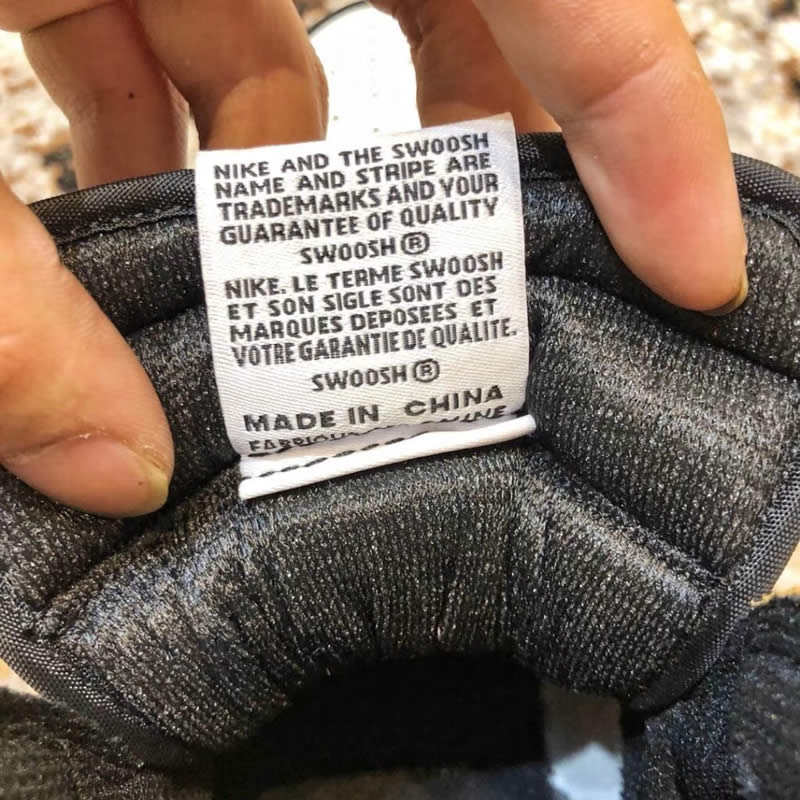 NIKE AND THE SWOOSH
NAME AND STRIPE ARE
TRADEMARKS AND YOUR
GUARANTEE OF QUALITY
SWOOSH®
NIKE. LE TERME SWOOSH
ET SON SIGLE SONT DES
MARQUES DEPOSEES ET
VOTRE GARANTIE DE QUALITE.
SWOOSH®
MADE IN CHINA